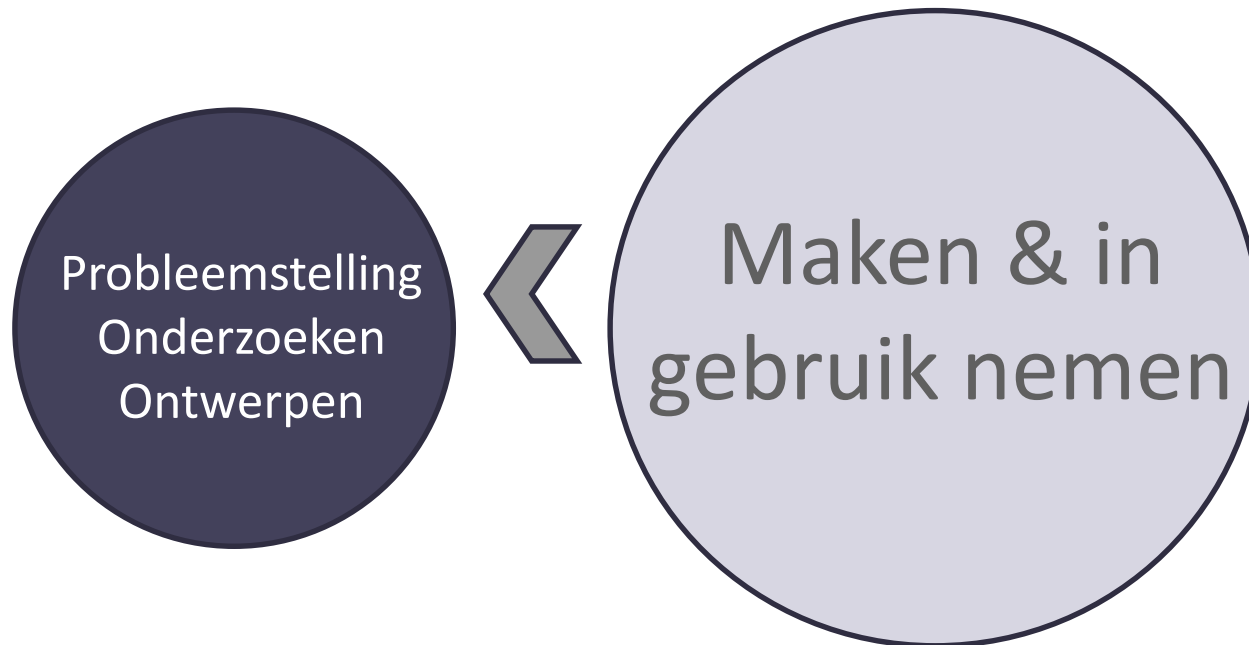 Probleemstelling
Onderzoeken
Ontwerpen
Maken & in
gebruik nemen